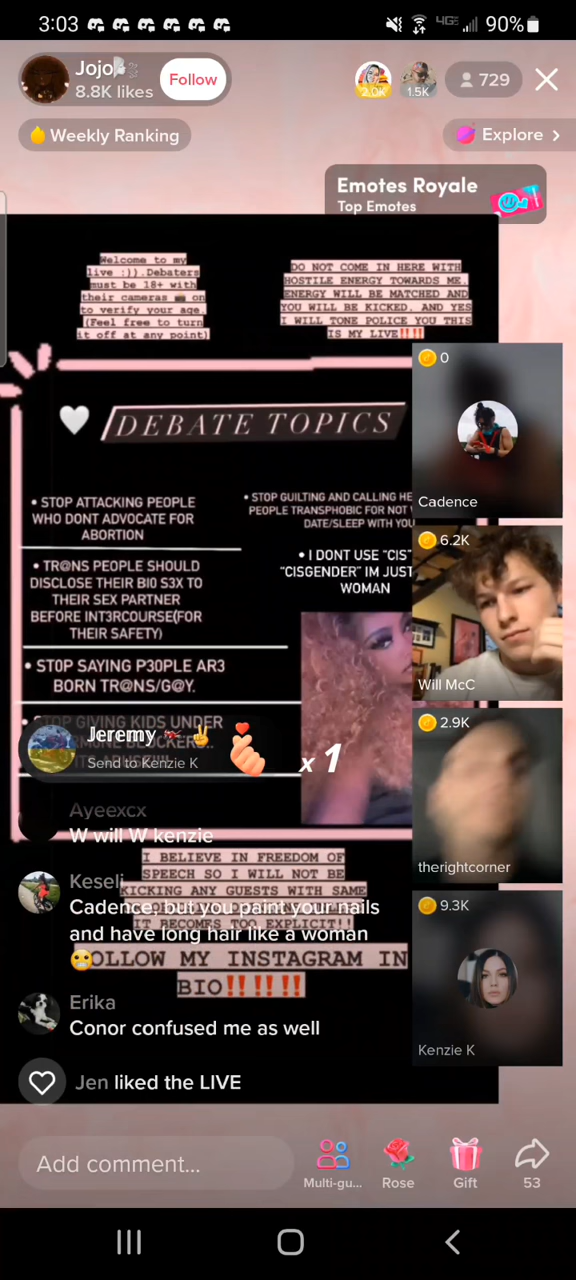 3:03
4GE
90%
Jojo
8.8K likes
Follow
2.0K
1.5K
729
Weekly Ranking
Explore >
Emotes Royale
Top Emotes
Welcome to my
live :)).Debaters
must be 18+ with
their cameras 📷 on
to verify your age.
(Feel free to turn
it off at any point)
DO NOT COME IN HERE WITH
HOSTILE ENERGY TOWARDS ME.
ENERGY WILL BE MATCHED AND
YOU WILL BE KICKED. AND YES
I WILL TONE POLICE YOU THIS
IS MY LIVE‼️‼️
🤍 DEBATE TOPICS
• STOP ATTACKING PEOPLE
WHO DONT ADVOCATE FOR
ABORTION
• TR@NS PEOPLE SHOULD
DISCLOSE THEIR BIO S3X TO
THEIR SEX PARTNER
BEFORE INT3RCOURSE(FOR
THEIR SAFETY)
• ST0P SAYING P30PLE AR3
BORN TR@NS/G@Y.
• STOP GIVING KIDS UNDER
• STOP GUILTING AND CALLING HE
PEOPLE TRANSPHOBIC FOR NOT
DATE/SLEEP WITH YOU
• I DONT USE "CIS"
"CISGENDER" IM JUST
WOMAN
0
Cadence
6.2K
Will McC
2.9K
therightcorner
9.3K
Kenzie K
Jeremy ✌️
Send to Kenzie K
x 1
Ayeexcx
W will W kenzie
I BELIEVE IN FREEDOM OF
SPEECH SO I WILL NOT BE
KICKING ANY GUESTS WITH SAME
IT BECOMES TOO EXPLICIT!!
Keseli
Cadence, but you paint your nails
and have long hair like a woman
😬
OLLOW MY INSTAGRAM IN
BIO‼️‼️‼️
Erika
Conor confused me as well
Jen liked the LIVE
Add comment...
Multi-gu...
Rose
Gift
53